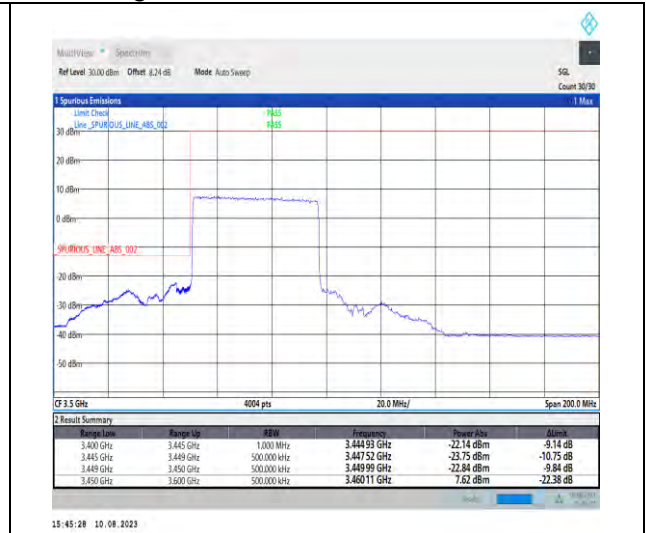 MultiView Spectrum
Ref Level 30.00 dBm Offset 8.24 dB Mode Auto Sweep SGL
Count 30/30
1 Spurious Emissions 1 Max
Limit Check PASS
Line _SPURIOUS_LINE_ABS_002 PASS
30 dBm
20 dBm
10 dBm
0 dBm
_SPURIOUS_LINE_ABS_002
-20 dBm
-30 dBm
-40 dBm
-50 dBm
CF 3.5 GHz 4004 pts 20.0 MHz/ Span 200.0 MHz
2 Result Summary
Range Low Range Up RBW Frequency Power Abs ΔLimit
3.400 GHz 3.445 GHz 1.000 MHz 3.444 93 GHz -22.14 dBm -9.14 dB
3.445 GHz 3.449 GHz 500.000 kHz 3.447 52 GHz -23.75 dBm -10.75 dB
3.449 GHz 3.450 GHz 500.000 kHz 3.449 99 GHz -22.84 dBm -9.84 dB
3.450 GHz 3.600 GHz 500.000 kHz 3.460 11 GHz 7.62 dBm -22.38 dB
15:45:28 10.08.2023